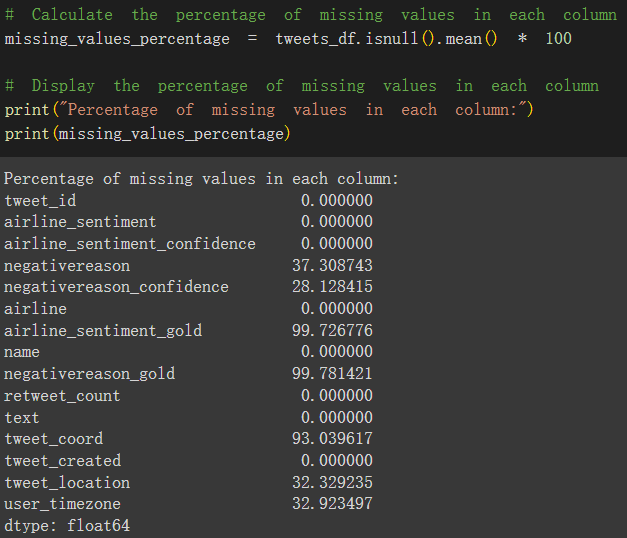 # Calculate the percentage of missing values in each column
missing_values_percentage = tweets_df.isnull().mean() * 100
# Display the percentage of missing values in each column
print("Percentage of missing values in each column:")
print(missing_values_percentage)
Percentage of missing values in each column:
tweet_id 0.000000
airline_sentiment 0.000000
airline_sentiment_confidence 0.000000
negativereason 37.308743
negativereason_confidence 28.128415
airline 0.000000
airline_sentiment_gold 99.726776
name 0.000000
negativereason_gold 99.781421
retweet_count 0.000000
text 0.000000
tweet_coord 93.039617
tweet_created 0.000000
tweet_location 32.329235
user_timezone 32.923497
dtype: float64